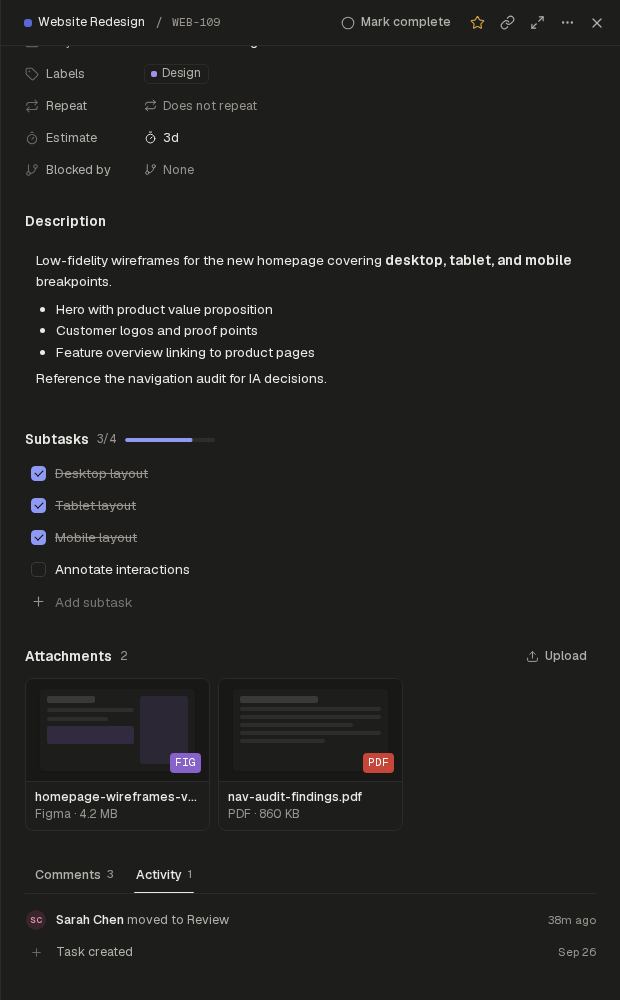 Website Redesign / WEB-109 Mark complete
Labels Design
Repeat Does not repeat
Estimate 3d
Blocked by None
Description
Low-fidelity wireframes for the new homepage covering desktop, tablet, and mobile
breakpoints.
Hero with product value proposition
Customer logos and proof points
Feature overview linking to product pages
Reference the navigation audit for IA decisions.
Subtasks 3/4
Desktop layout
Tablet layout
Mobile layout
Annotate interactions
Add subtask
Attachments 2 Upload
FIG PDF
homepage-wireframes-v... nav-audit-findings.pdf
Figma · 4.2 MB PDF · 860 KB
Comments 3 Activity 1
SC Sarah Chen moved to Review 38m ago
Task created Sep 26